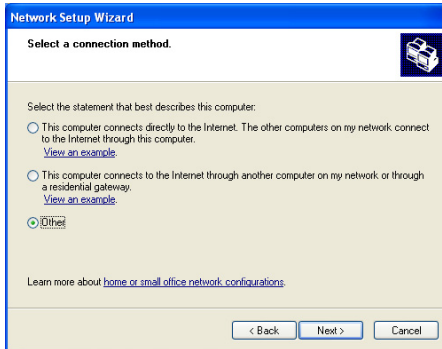 Network Setup Wizard
Select a connection method.
Select the statement that best describes this computer:
This computer connects directly to the Internet. The other computers on my network connect
to the Internet through this computer.
View an example.
This computer connects to the Internet through another computer on my network or through
a residential gateway.
View an example.
Other
Learn more about home or small office network configurations.
< Back Next > Cancel